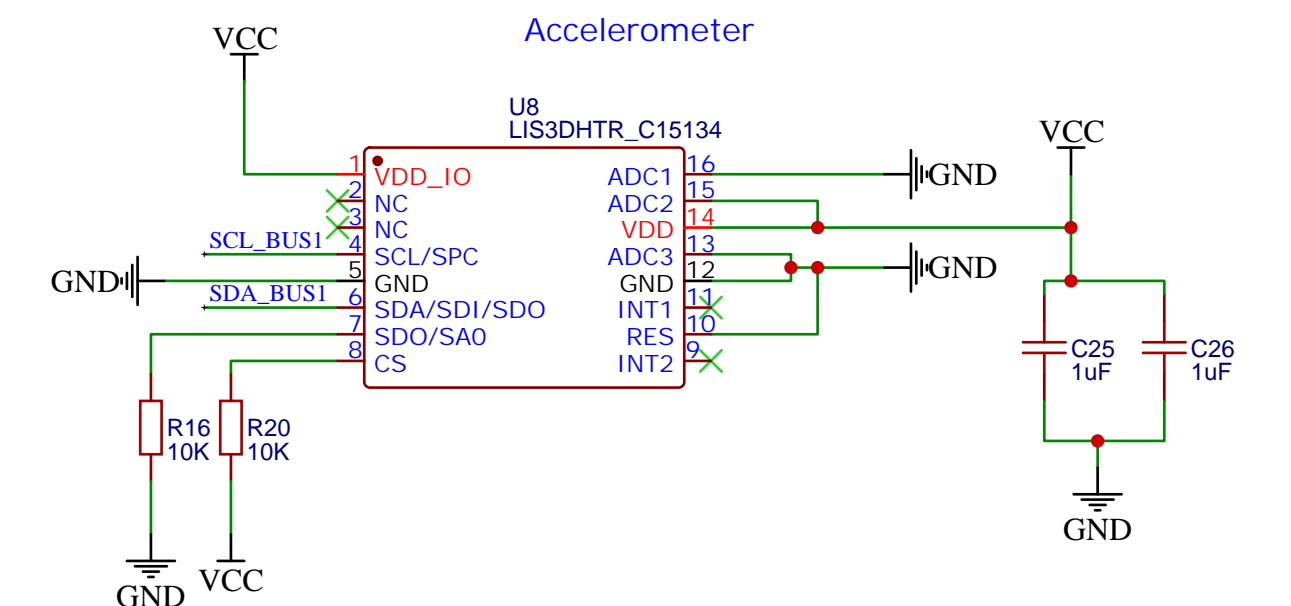 Accelerometer
VCC
U8
LIS3DHTR_C15134
VCC
1
VDD_IO
2
NC
3
NC
SCL_BUS1
4
SCL/SPC
GND
5
GND
SDA_BUS1
6
SDA/SDI/SDO
7
SDO/SA0
8
CS
16
ADC1
GND
15
ADC2
14
VDD
13
ADC3
12
GND
GND
11
INT1
10
RES
9
INT2
C25
1uF
C26
1uF
R16
10K
R20
10K
GND
VCC
GND